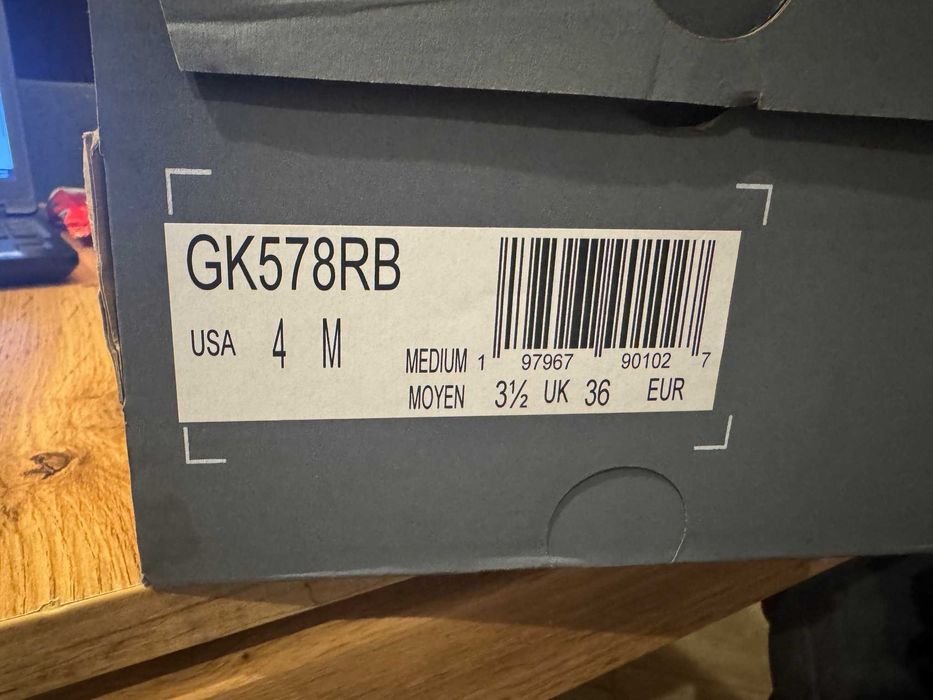 GK578RB
USA 4 M
MEDIUM 1 97967 90102 7
MOYEN 3½ UK 36 EUR